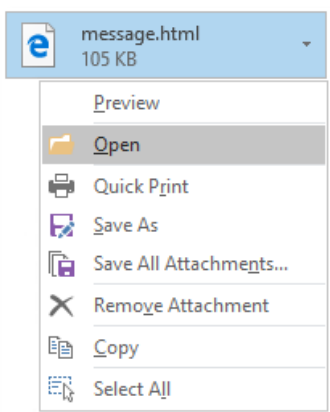 message.html
105 KB
Preview
Open
Quick Print
Save As
Save All Attachments...
Remove Attachment
Copy
Select All